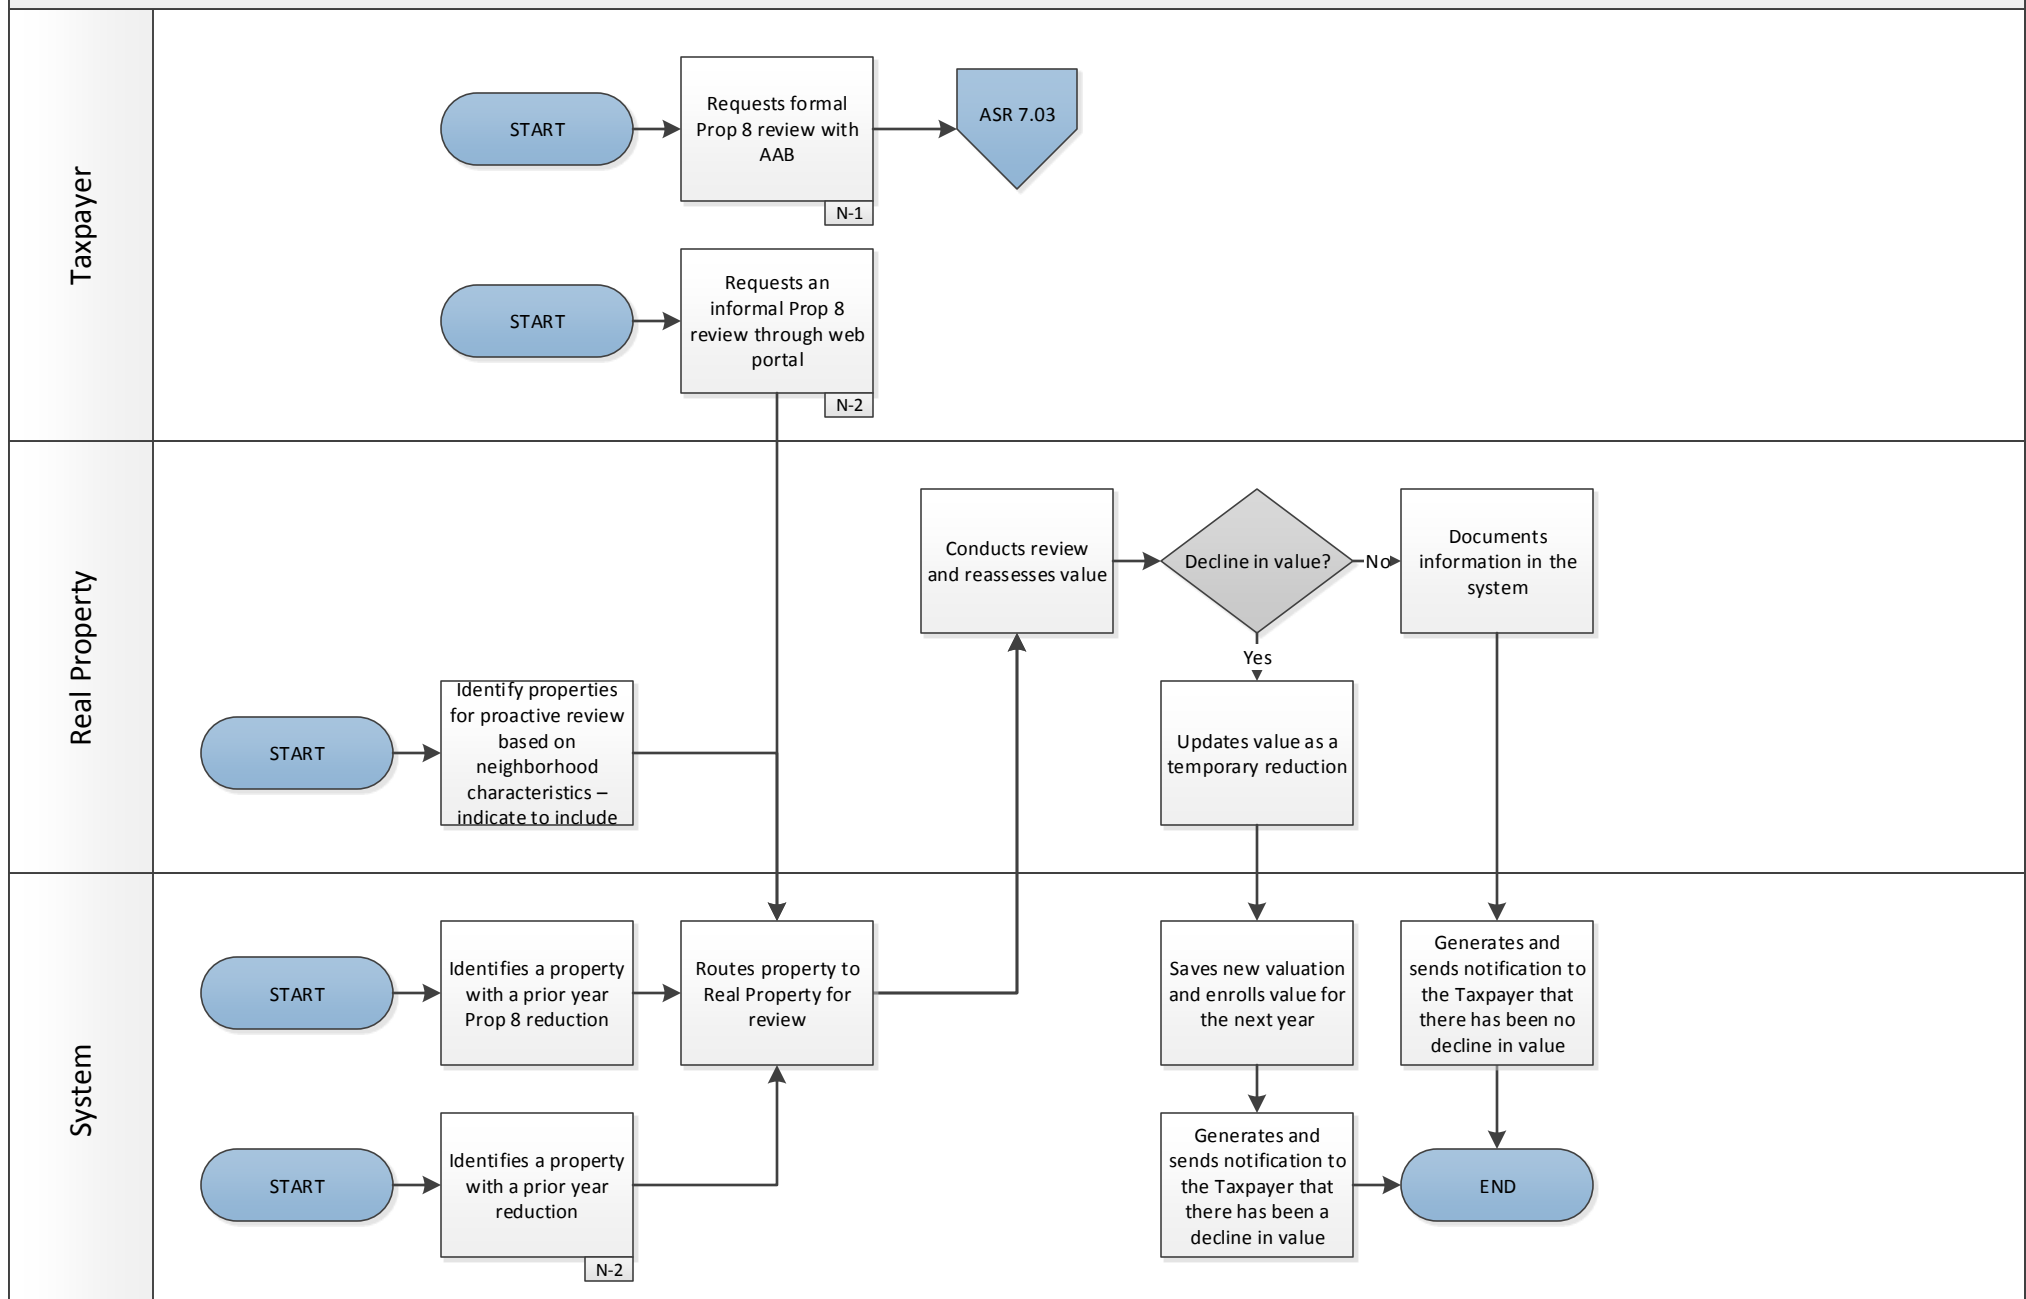 Taxpayer
START
Requests formal
Prop 8 review with
AAB
N-1
ASR 7.03
START
Requests an
informal Prop 8
review through web
portal
N-2
Real Property
Conducts review
and reassesses value
Decline in value?
No
Documents
information in the
system
Yes
START
Identify properties
for proactive review
based on
neighborhood
characteristics –
indicate to include
Updates value as a
temporary reduction
System
START
Identifies a property
with a prior year
Prop 8 reduction
Routes property to
Real Property for
review
Saves new valuation
and enrolls value for
the next year
Generates and
sends notification to
the Taxpayer that
there has been no
decline in value
START
Identifies a property
with a prior year
reduction
N-2
Generates and
sends notification to
the Taxpayer that
there has been a
decline in value
END